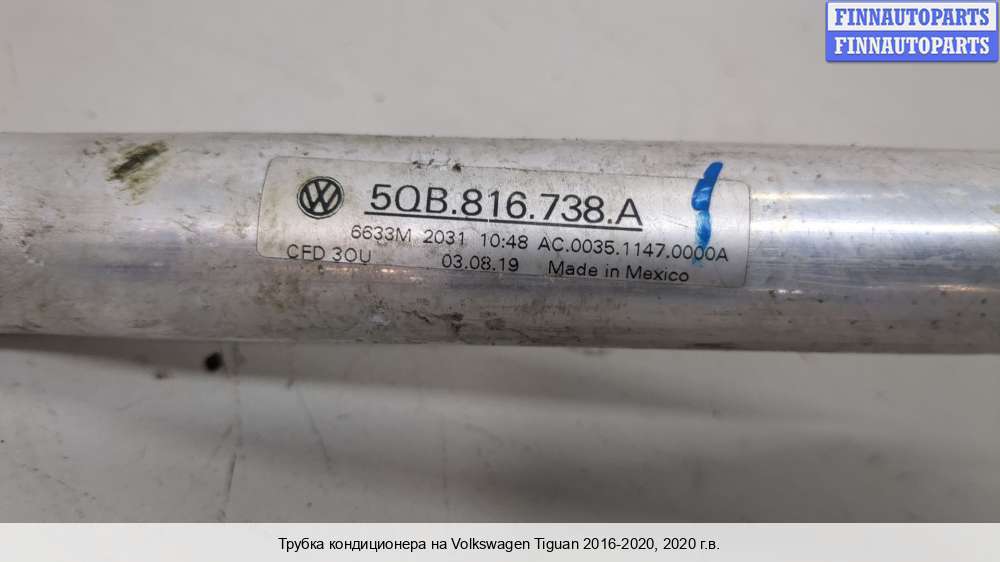 FINNAUTOPARTS
FINNAUTOPARTS
5QB.816.738.A
6633M 2031 10:48 AC.0035.1147.0000A
CFD 3OU 03.08.19 Made in Mexico
Трубка кондиционера на Volkswagen Tiguan 2016-2020, 2020 г.в.